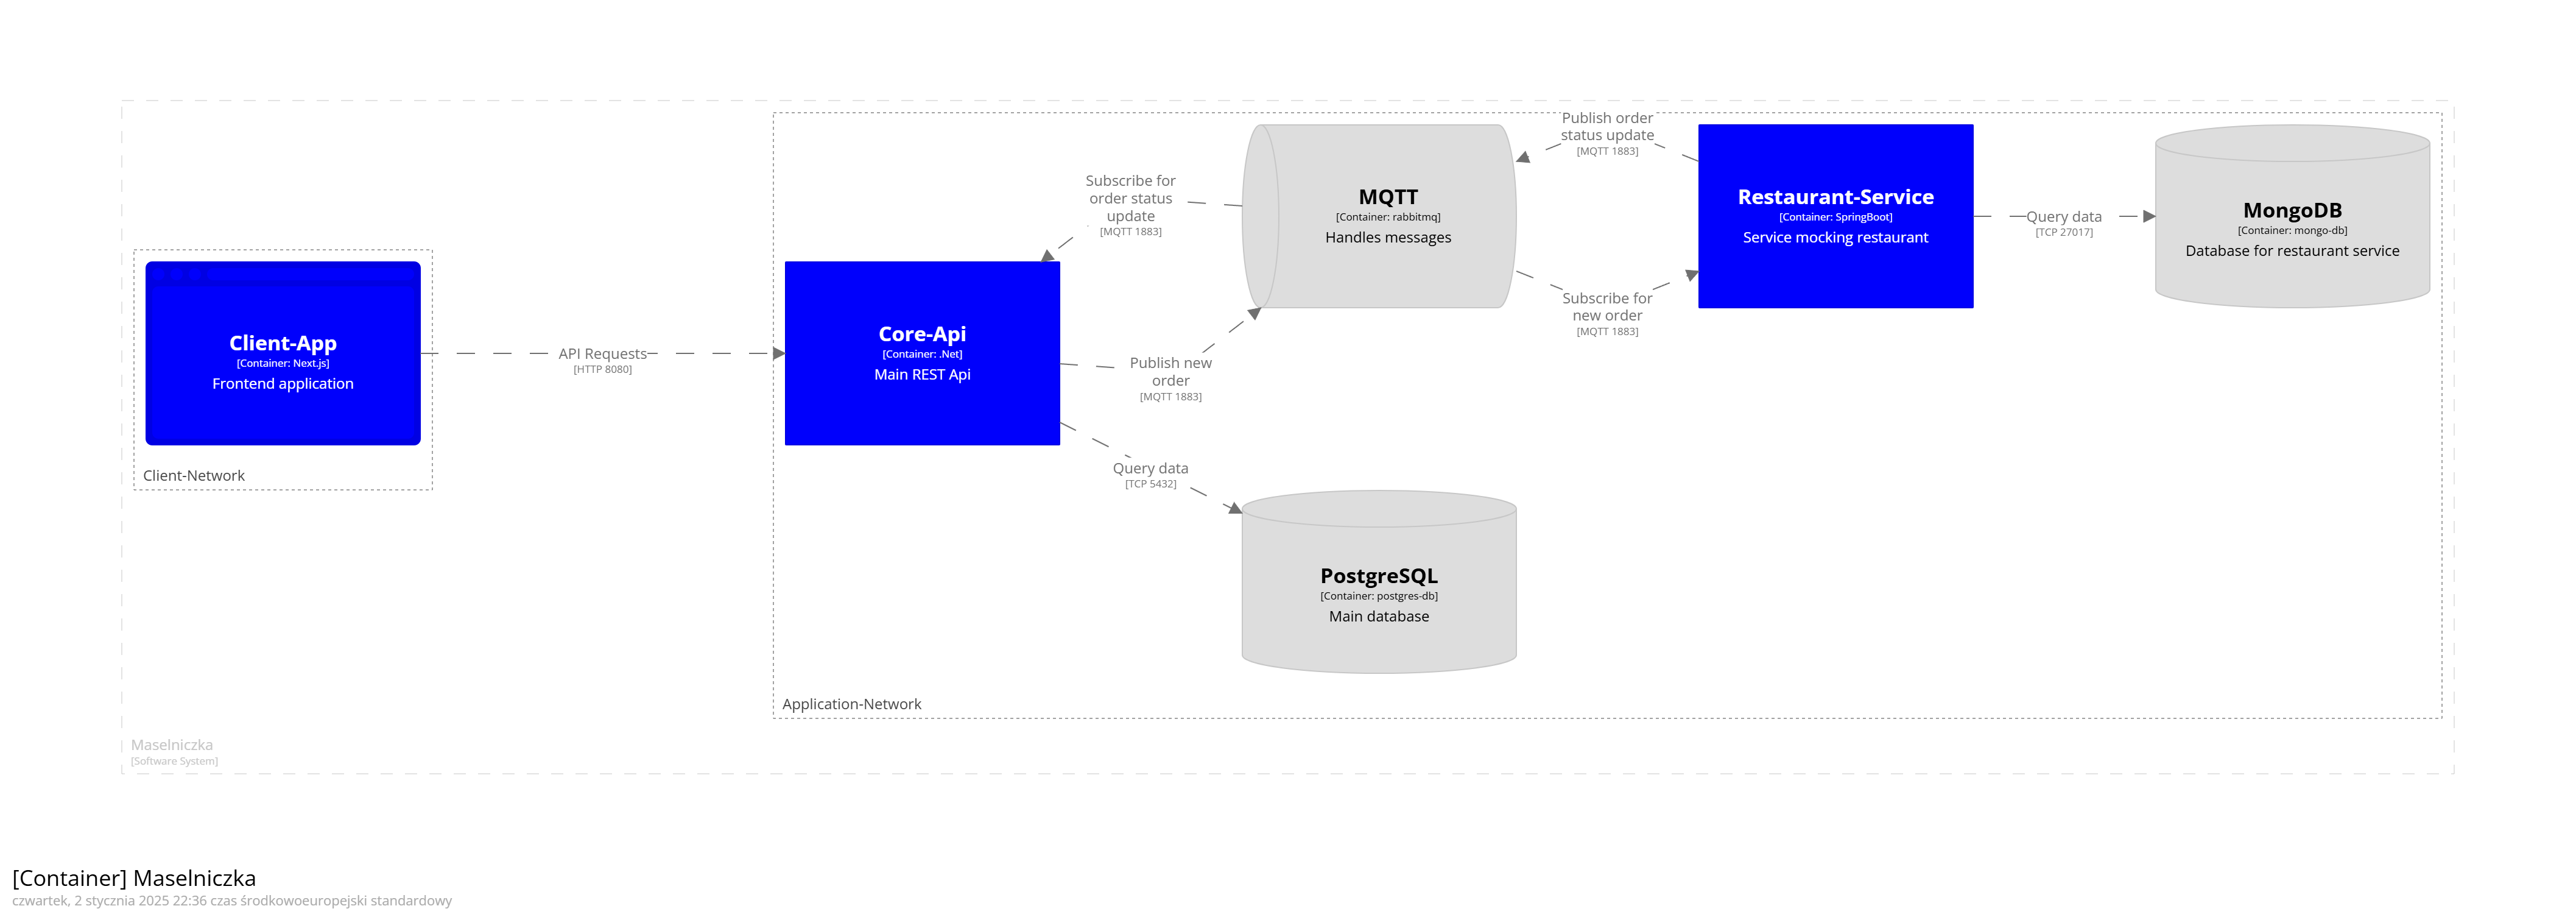 Client-App
[Container: Next.js]
Frontend application
Client-Network
API Requests
[HTTP 8080]
Core-Api
[Container: .Net]
Main REST Api
Subscribe for
order status
update
[MQTT 1883]
Publish new
order
[MQTT 1883]
Query data
[TCP 5432]
MQTT
[Container: rabbitmq]
Handles messages
PostgreSQL
[Container: postgres-db]
Main database
Publish order
status update
[MQTT 1883]
Subscribe for
new order
[MQTT 1883]
Restaurant-Service
[Container: SpringBoot]
Service mocking restaurant
Query data
[TCP 27017]
MongoDB
[Container: mongo-db]
Database for restaurant service
Application-Network
Maselniczka
[Software System]
[Container] Maselniczka
czwartek, 2 stycznia 2025 22:36 czas środkowoeuropejski standardowy